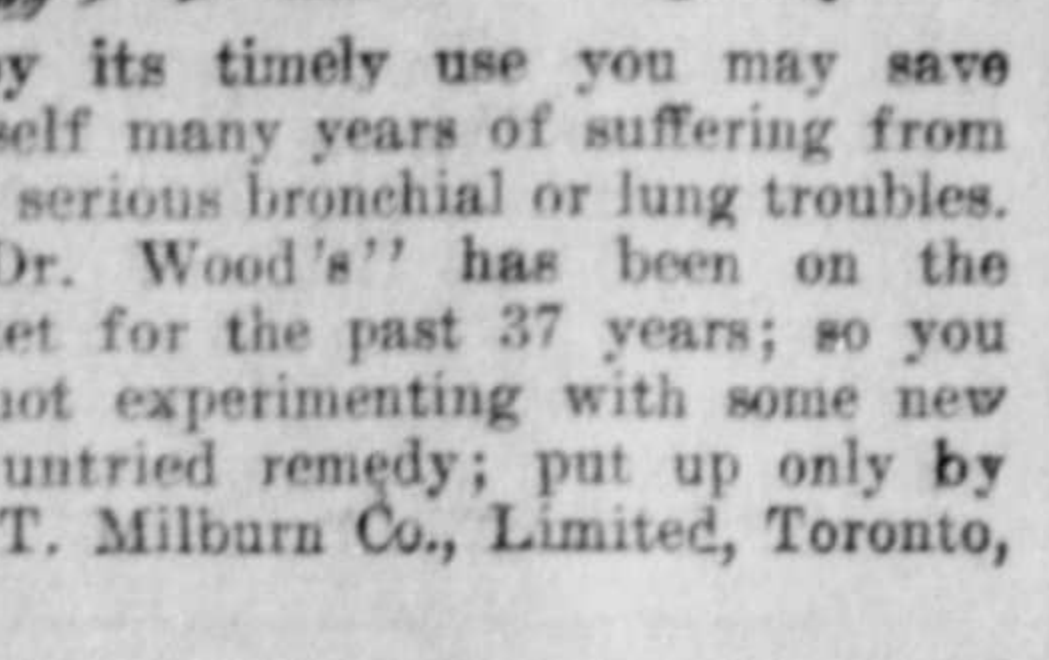 y its timely use you may save
self many years of suffering from
serious bronchial or lung troubles.
Dr. Wood's'' has been on the
et for the past 37 years; so you
not experimenting with some new
untried remedy; put up only by
T. Milburn Co., Limited, Toronto,